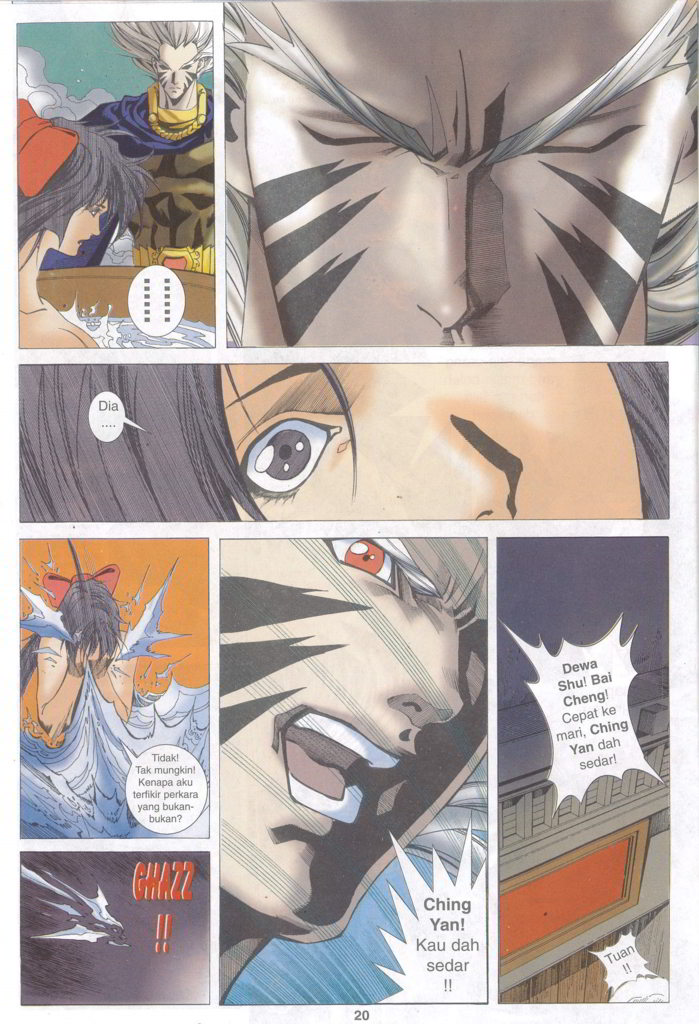 Dia
....
Tidak!
Tak mungkin!
Kenapa aku
terfikir perkara
yang bukan-
bukan?
GHAZZ
!!
Ching
Yan!
Kau dah
sedar
!!
Dewa
Shu! Bai
Cheng!
Cepat ke
mari, Ching
Yan dah
sedar!
Tuan
!!
20